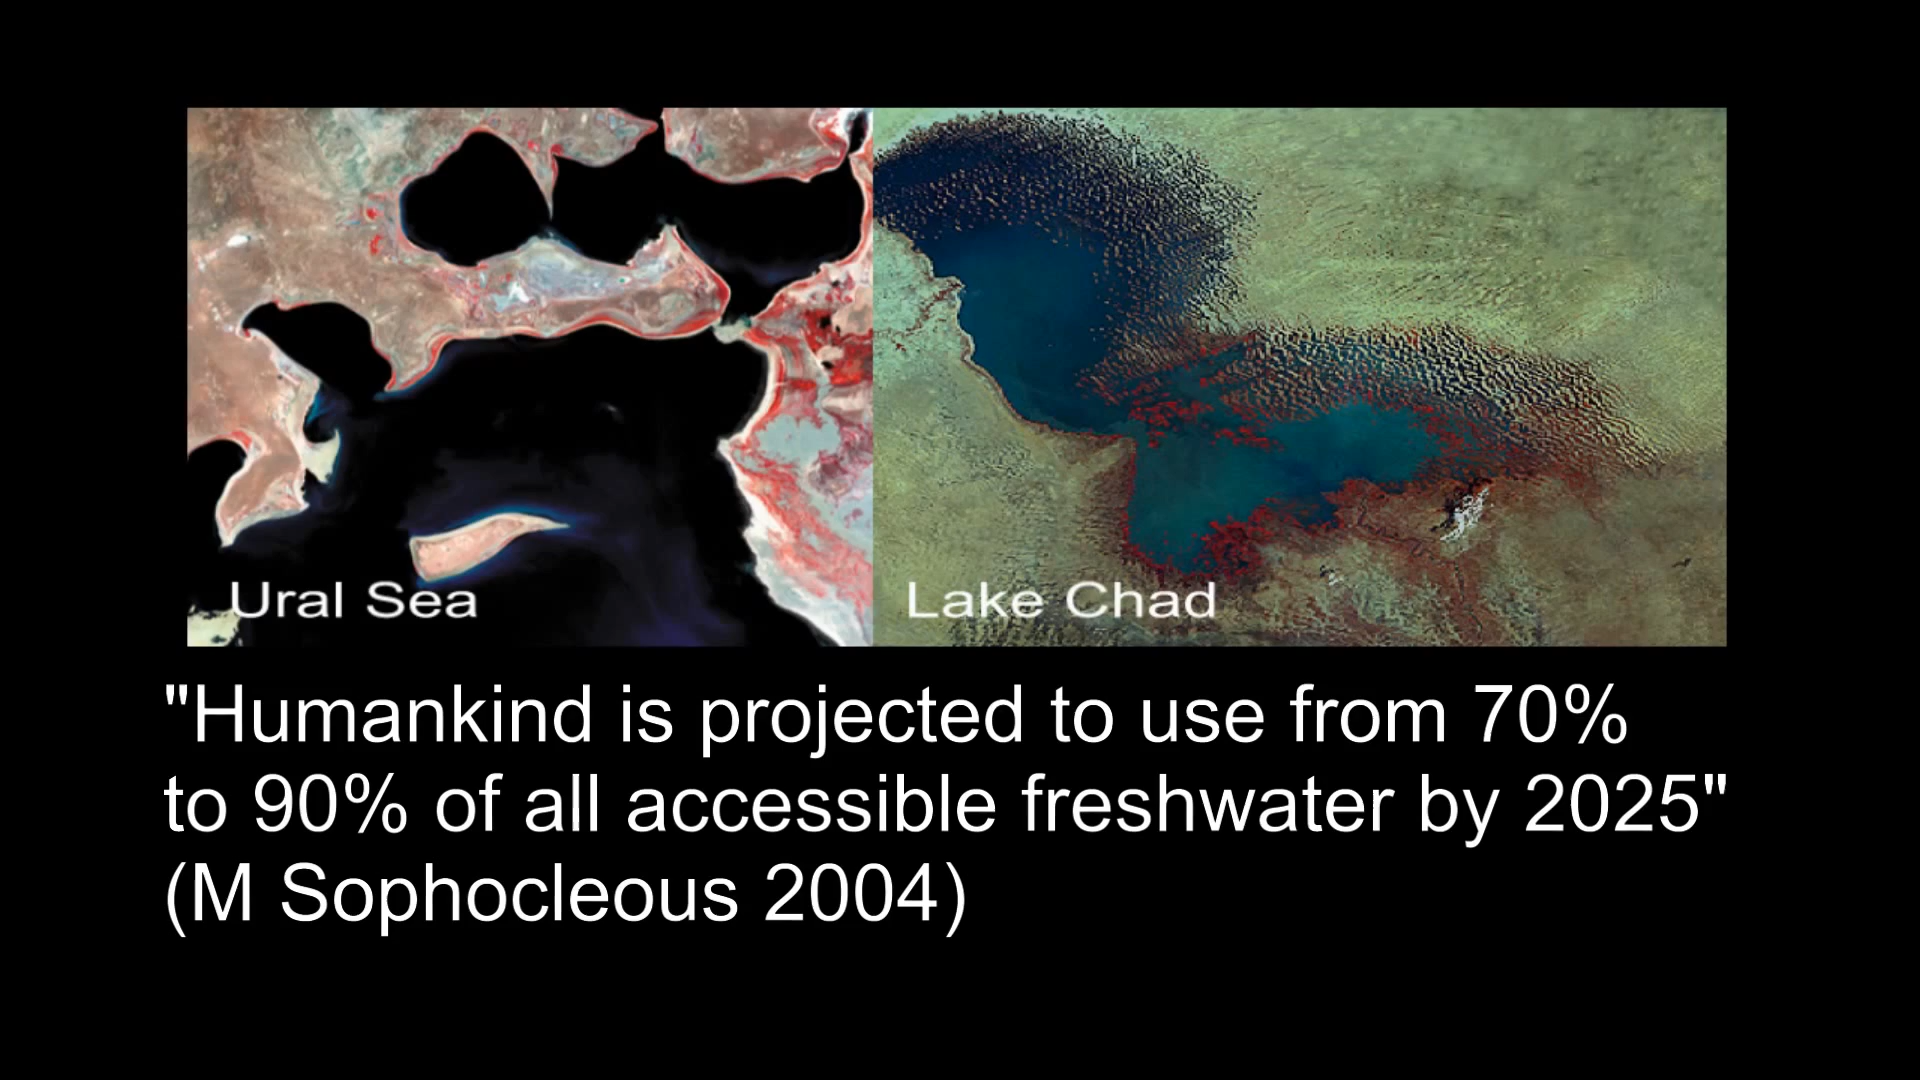 Ural Sea
Lake Chad
"Humankind is projected to use from 70%
to 90% of all accessible freshwater by 2025"
(M Sophocleous 2004)